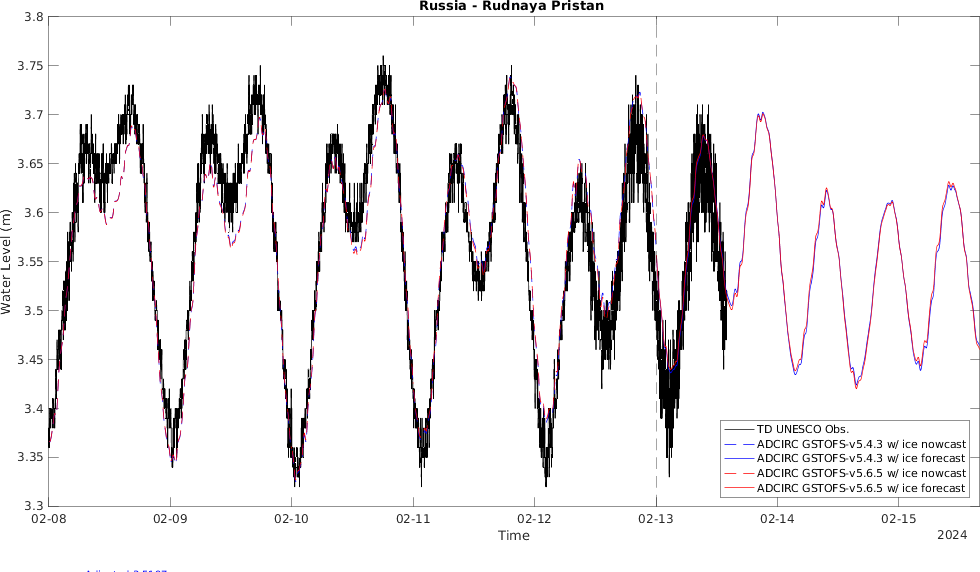 Russia - Rudnaya Pristan
3.8
3.75
3.7
3.65
3.6
3.55
3.5
3.45
3.4
3.35
3.3
Water Level (m)
02-08 02-09 02-10 02-11 02-12 02-13 02-14 02-15
Time
2024
TD UNESCO Obs.
ADCIRC GSTOFS-v5.4.3 w/ ice nowcast
ADCIRC GSTOFS-v5.4.3 w/ ice forecast
ADCIRC GSTOFS-v5.6.5 w/ ice nowcast
ADCIRC GSTOFS-v5.6.5 w/ ice forecast